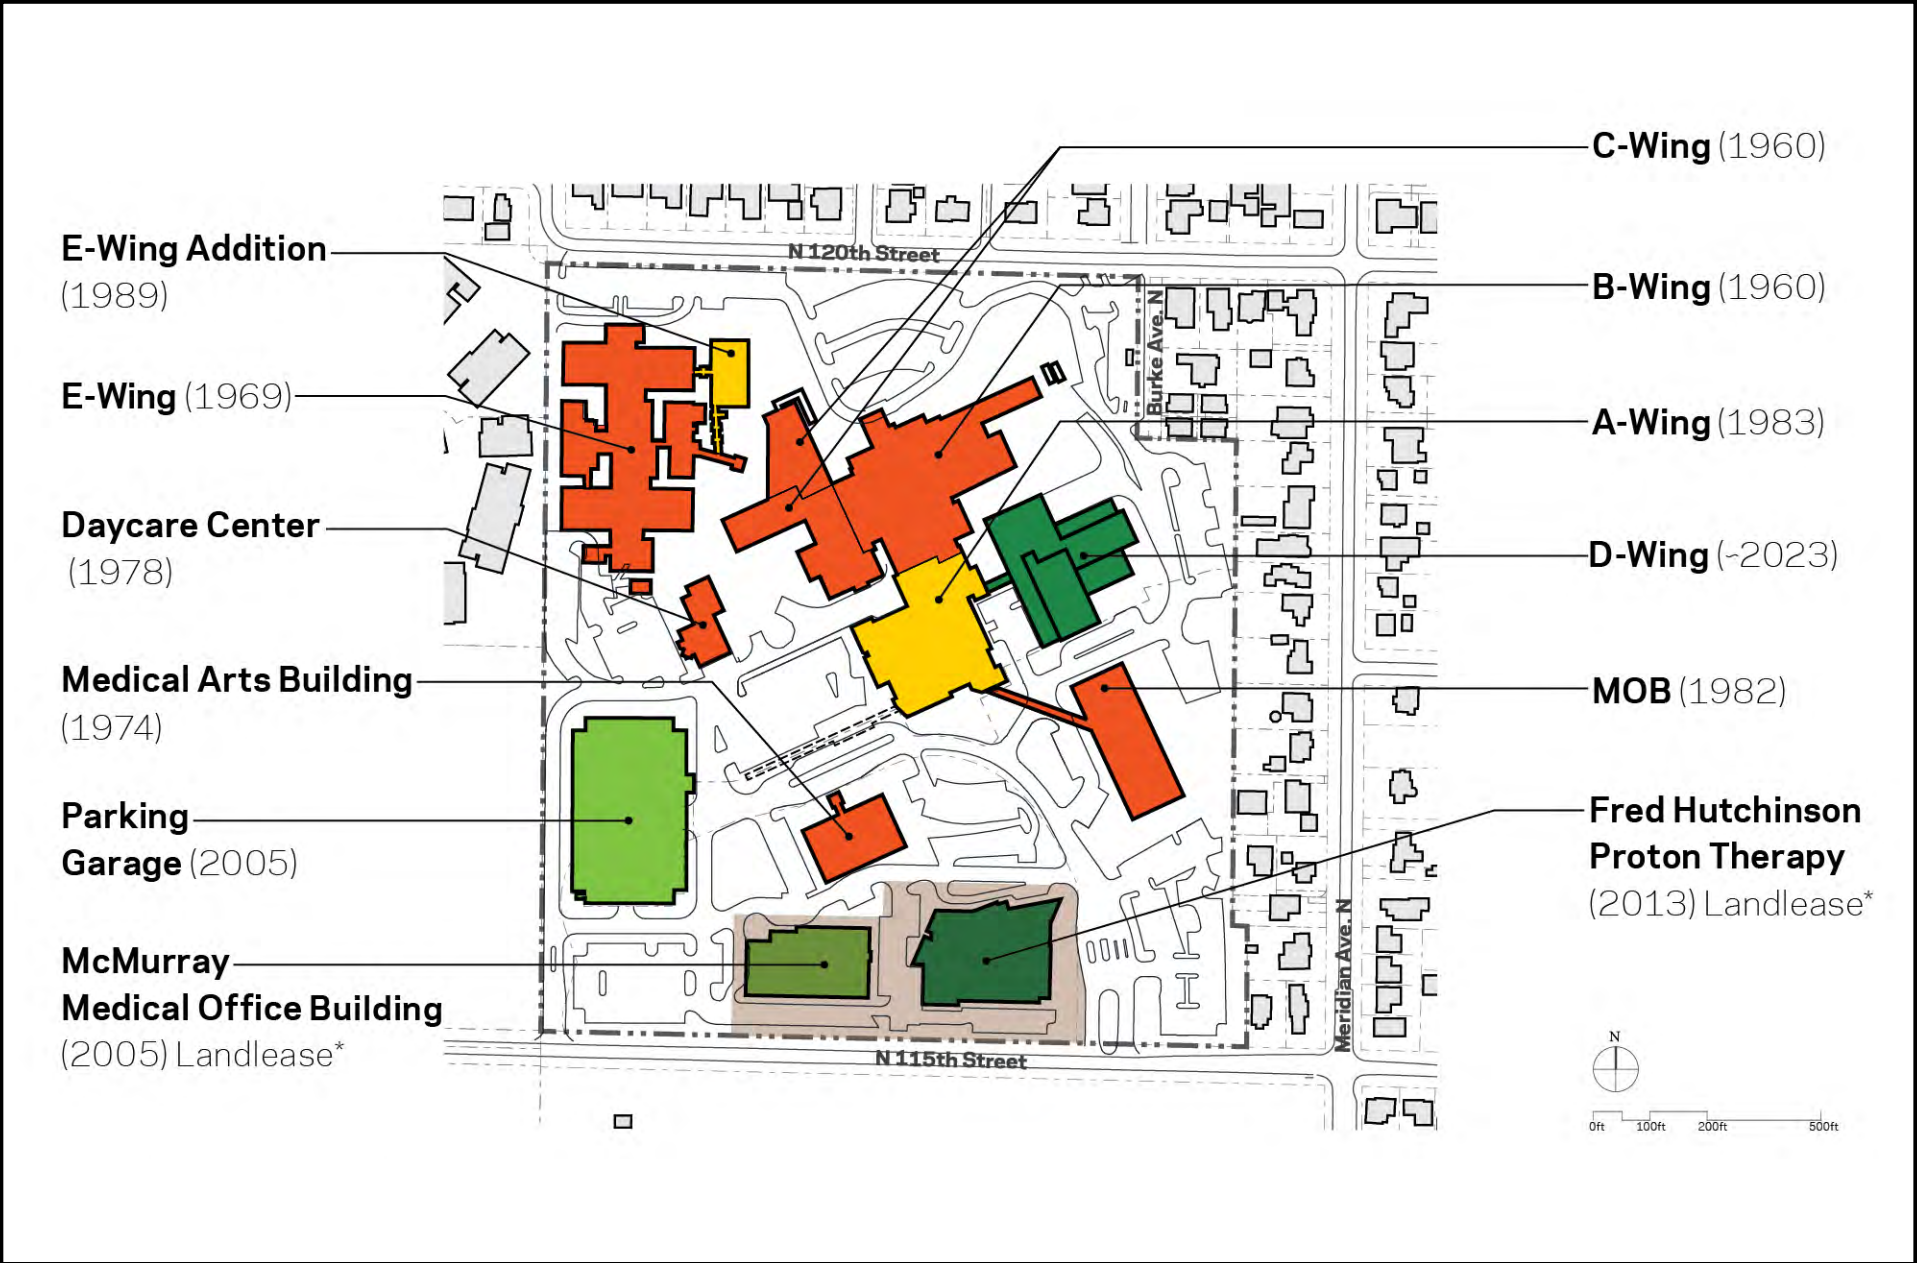 C-Wing (1960)
E-Wing Addition
(1989)
N 120th Street
B-Wing (1960)
Burke Ave. N
E-Wing (1969)
A-Wing (1983)
Daycare Center
(1978)
D-Wing (~2023)
Medical Arts Building
(1974)
MOB (1982)
Parking
Garage (2005)
Fred Hutchinson
Proton Therapy
(2013) Landlease*
McMurray
Medical Office Building
(2005) Landlease*
Meridian Ave. N
N 115th Street
N
0ft 100ft 200ft 500ft